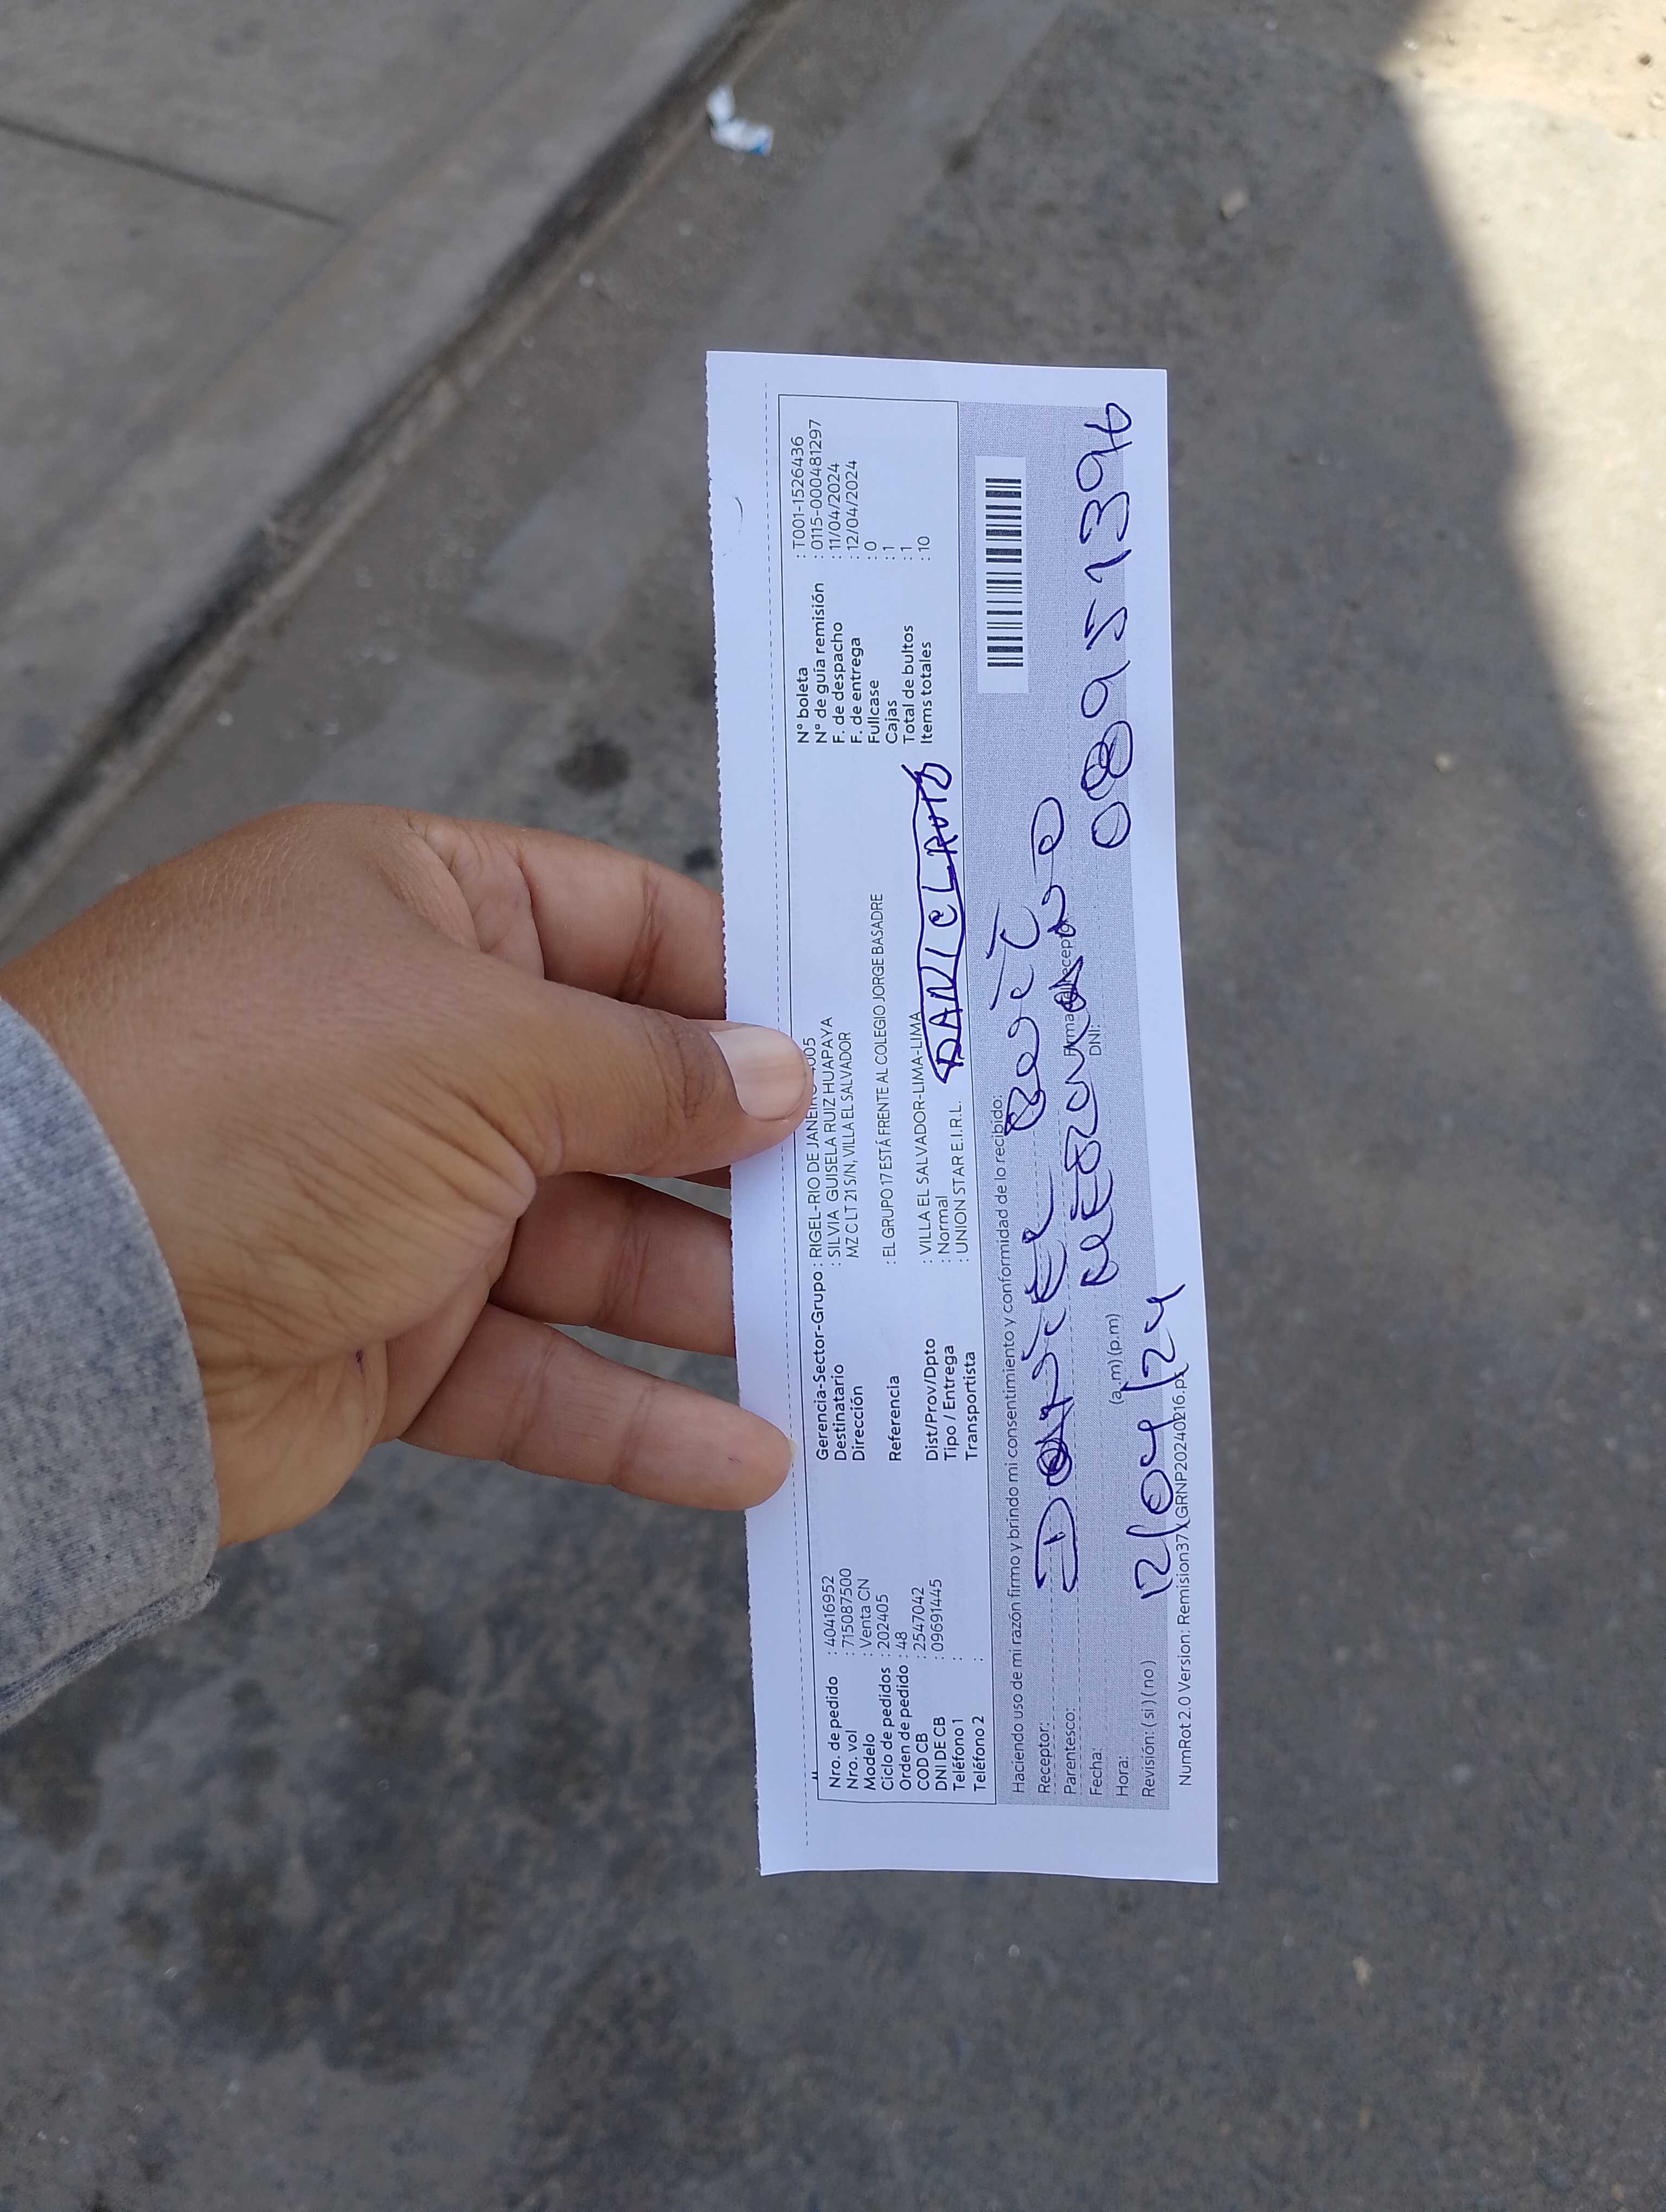 Nro. de pedido : 40416952
Nro. vol : 715087500
Modelo : Venta CN
Ciclo de pedidos : 202405
Orden de pedido : 48
COD CB : 2547042
DNI DE CB : 09691445
Teléfono 1 :
Teléfono 2 :
Gerencia-Sector-Grupo : RIGEL-RIO DE JANEIRO 005
Destinatario : SILVIA GUISELA RUIZ HUAPAYA
Dirección MZ C LT 21 S/N, VILLA EL SALVADOR
Referencia : EL GRUPO 17 ESTÁ FRENTE AL COLEGIO JORGE BASADRE
Dist/Prov/Dpto : VILLA EL SALVADOR-LIMA-LIMA
Tipo / Entrega : Normal
Transportista : UNION STAR E.I.R.L.
N° boleta : T001-1526436
N° de guía remisión : 0115-000481297
F. de despacho : 11/04/2024
F. de entrega : 12/04/2024
Fullcase : 0
Cajas : 1
Total de bultos : 1
Items totales : 10
Haciendo uso de mi razón firmo y brindo mi consentimiento y conformidad de lo recibido:
Receptor:
Parentesco:
Fecha:
Hora: (a.m) (p.m)
Revisión: (si) (no)
Firma del receptor
DNI: 08951396
12/04/24
NumRot 2.0 Version: Remision37 (GRNP20240216.p